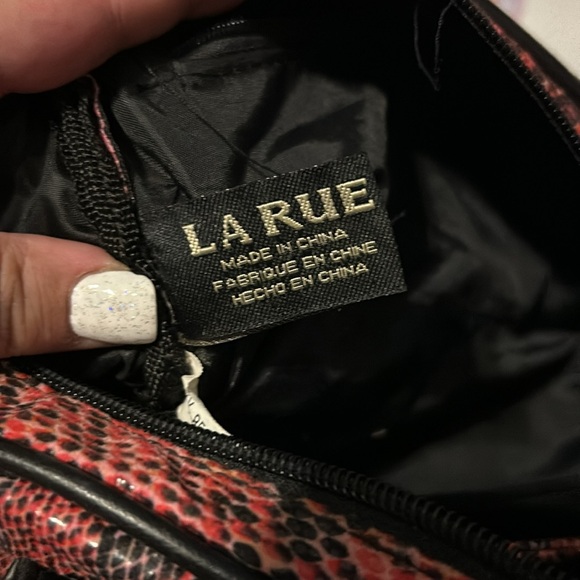 LA RUE
MADE IN CHINA
FABRIQUE EN CHINE
HECHO EN CHINA